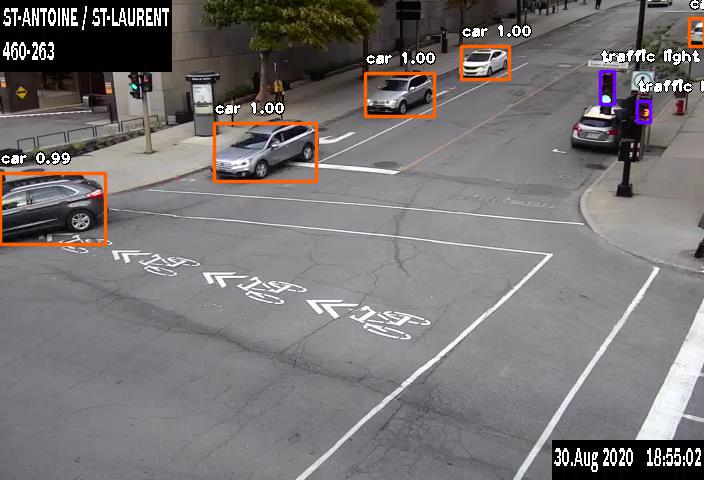 ST-ANTOINE / ST-LAURENT
460-263
car 1.00
car 1.00
car 1.00
car 0.99
traffic light
30.Aug 2020 18:55:02